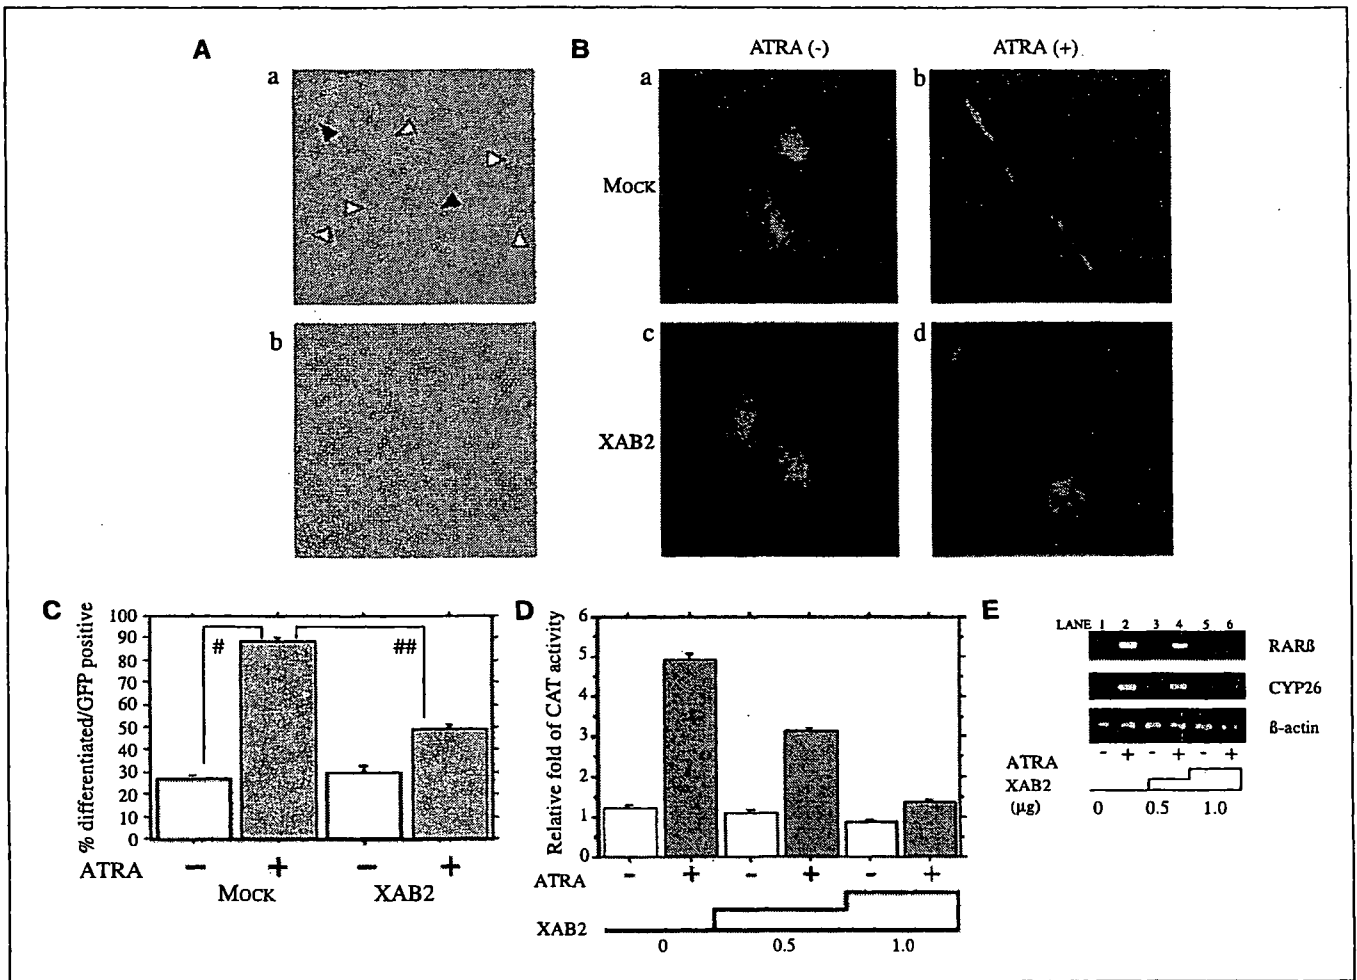 A
a
b
B
ATRA (-)
ATRA (+)
a
b
MOCK
c
d
XAB2
C
% differentiated/GFP positive
100
90
80
70
60
50
40
30
20
10
0
#
##
ATRA
− + − +
MOCK XAB2
D
Relative fold of CAT activity
6
5
4
3
2
1
0
ATRA
- + - + - +
XAB2
0 0.5 1.0
E
LANE 1 2 3 4 5 6
RARß
CYP26
ß-actin
- + - + - +
ATRA
XAB2
(µg) 0 0.5 1.0